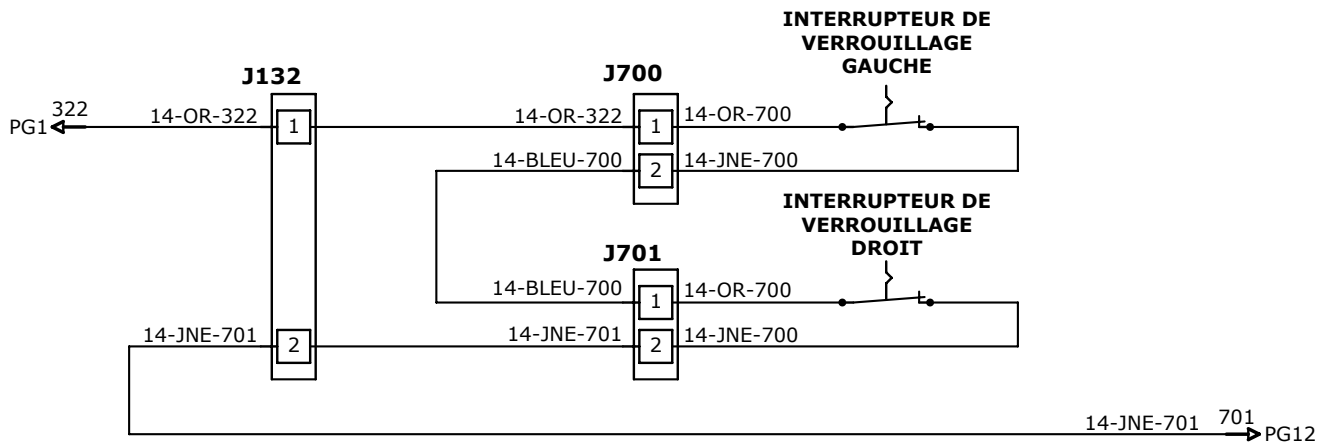 INTERRUPTEUR DE
VERROUILLAGE
GAUCHE
J132
J700
322
PG1
14-OR-322
1
14-OR-322
1
14-OR-700
14-BLEU-700
2
14-JNE-700
INTERRUPTEUR DE
VERROUILLAGE
DROIT
J701
14-BLEU-700
1
14-OR-700
14-JNE-701
2
14-JNE-701
2
14-JNE-700
14-JNE-701
701
PG12